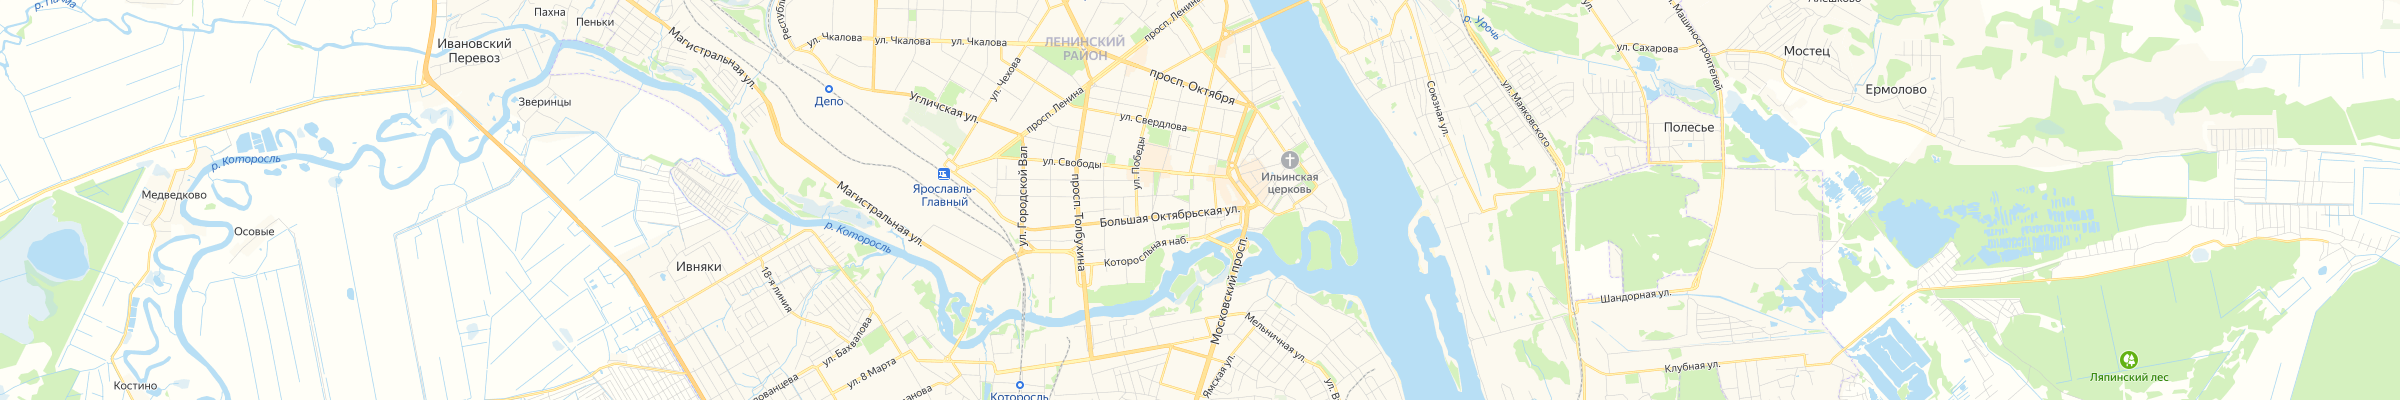 р. Пахма
Пахна
Пеньки
Ивановский
Перевоз
Зверинцы
р. Которосль
Медведково
Осовые
Костино
Магистральная ул.
Ивняки
18-я линия
ул. Бахвалова
ул. 8 Марта
р. Которосль
Магистральная ул.
Депо
Ярославль-
Главный
Которосль
ул. Чкалова
ул. Чкалова
ул. Чкалова
ул. Чехова
Угличская ул.
просп. Ленина
просп. Ленина
ЛЕНИНСКИЙ
РАЙОН
просп. Октября
ул. Свердлова
ул. Свободы
ул. Победы
ул. Городской Вал
просп. Толбухина
Большая Октябрьская ул.
Которосльная наб.
Московский просп.
Ильинская
церковь
Мельничная ул.
Ямская ул.
р. Урочь
Союзная ул.
ул. Маяковского
ул. Сахарова
ул. Машиностроителей
Полесье
Мостец
Ермолово
Шандорная ул.
Клубная ул.
Ляпинский лес